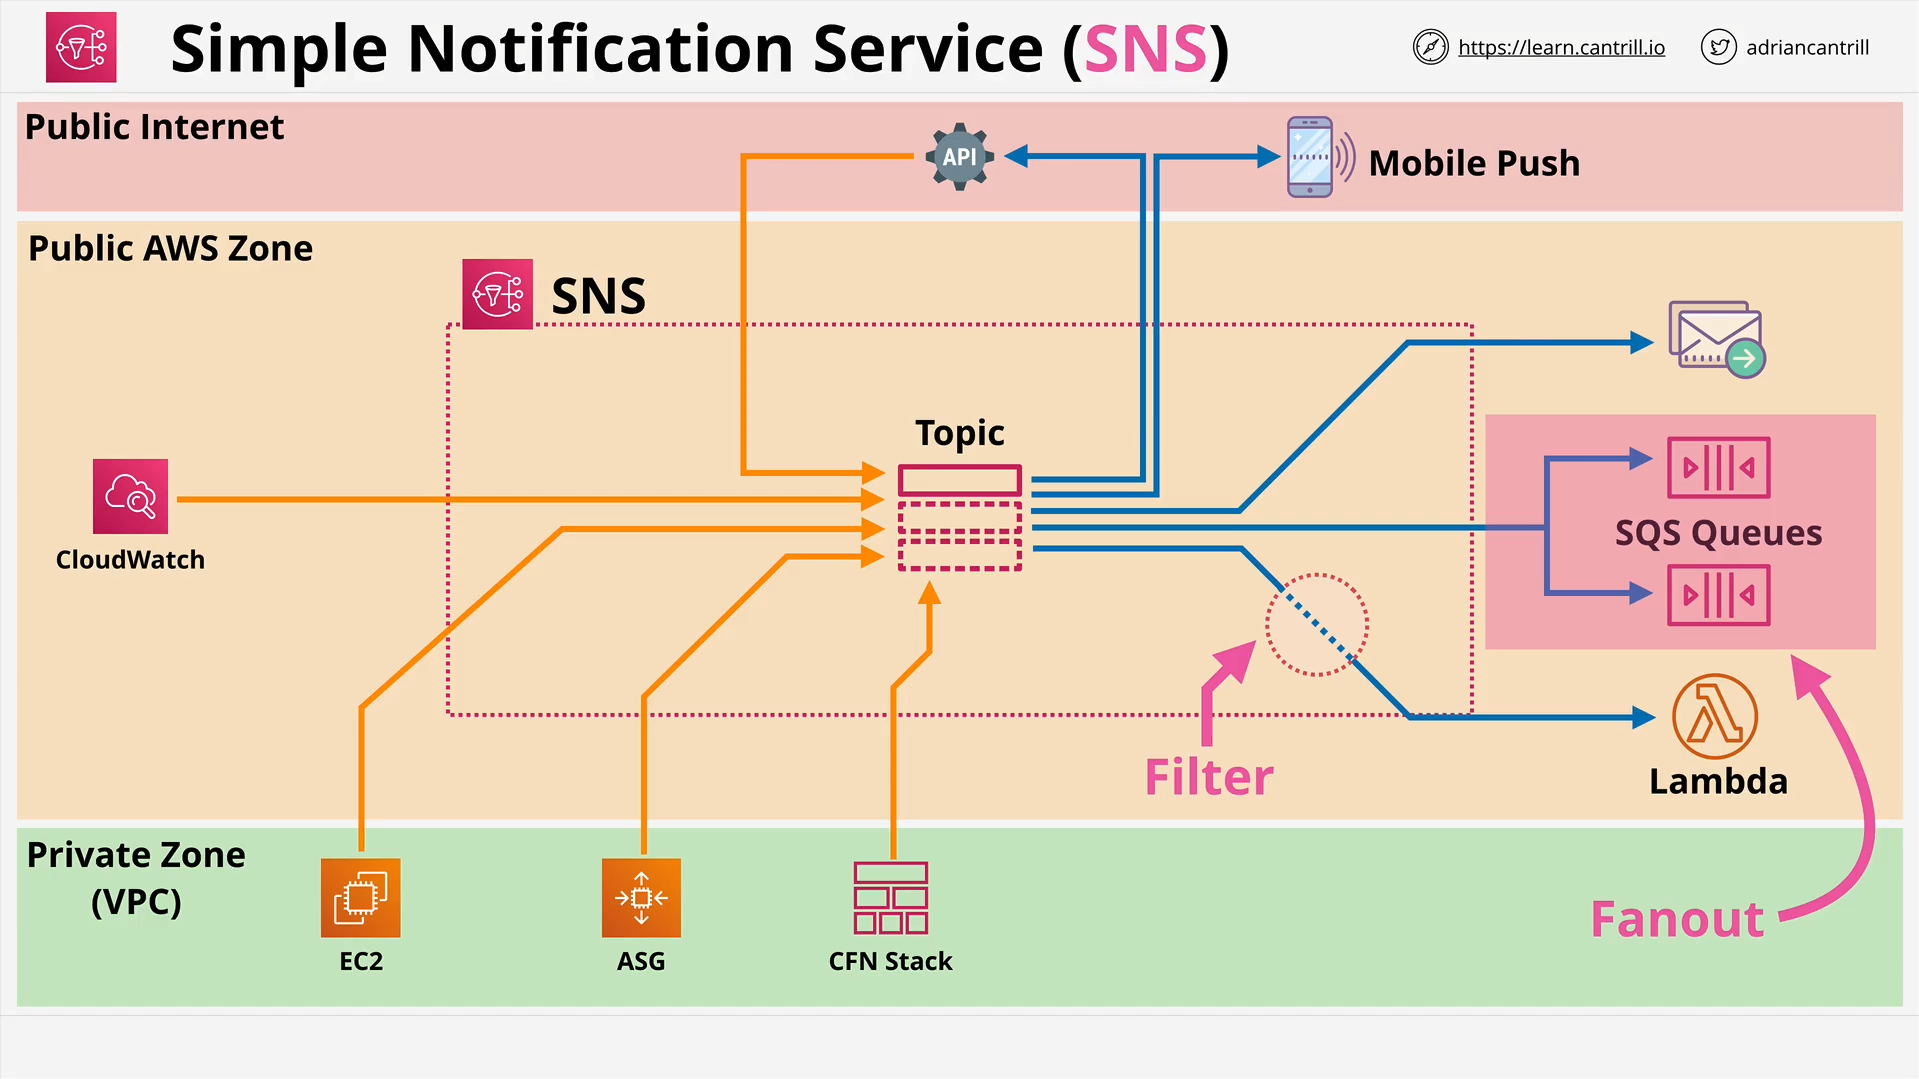 Simple Notification Service (SNS)
https://learn.cantrill.io
adriancantrill
Public Internet
API
Mobile Push
Public AWS Zone
SNS
Topic
CloudWatch
SQS Queues
Filter
Lambda
Private Zone
(VPC)
EC2
ASG
CFN Stack
Fanout